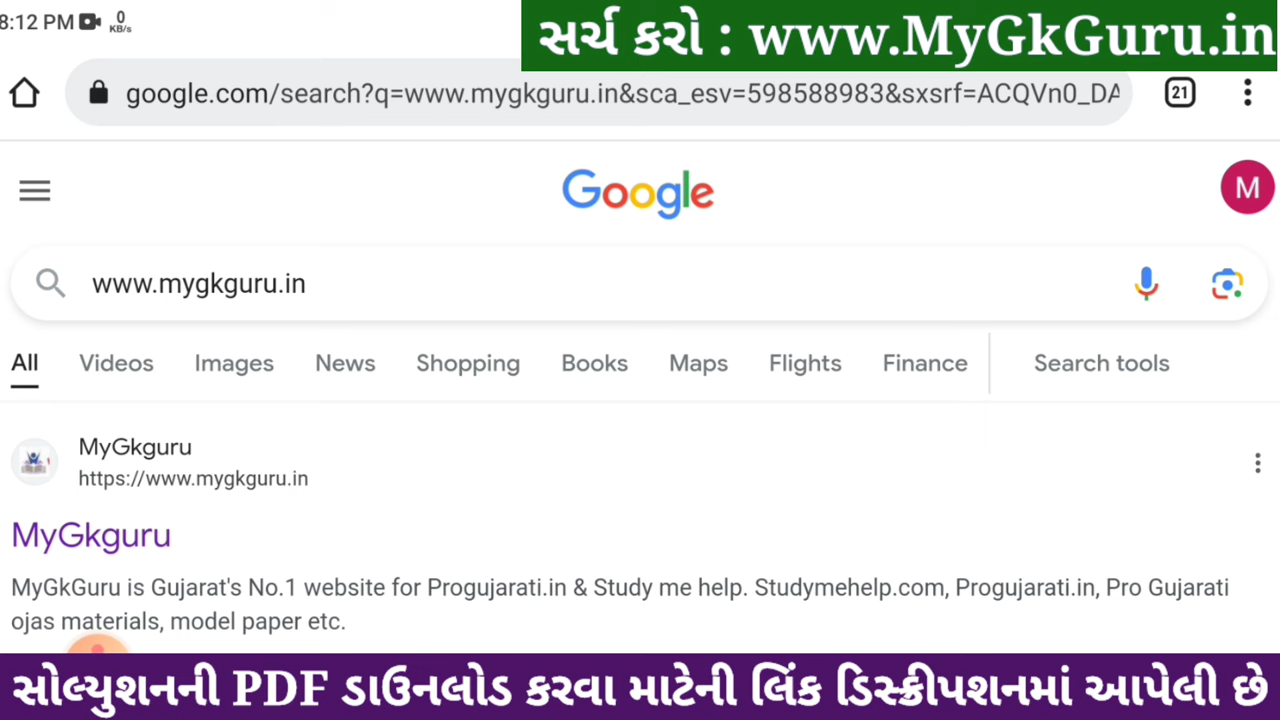 8:12 PM 0 KB/s
સર્ચ કરો : www.MyGkGuru.in
google.com/search?q=www.mygkguru.in&sca_esv=598588983&sxsrf=ACQVn0_DA
21
Google
M
www.mygkguru.in
All Videos Images News Shopping Books Maps Flights Finance Search tools
MyGkguru
https://www.mygkguru.in
MyGkguru
MyGkGuru is Gujarat's No.1 website for Progujarati.in & Study me help. Studymehelp.com, Progujarati.in, Pro Gujarati
ojas materials, model paper etc.
સોલ્યુશનની PDF ડાઉનલોડ કરવા માટેની લિંક ડિસ્ક્રીપશનમાં આપેલી છે